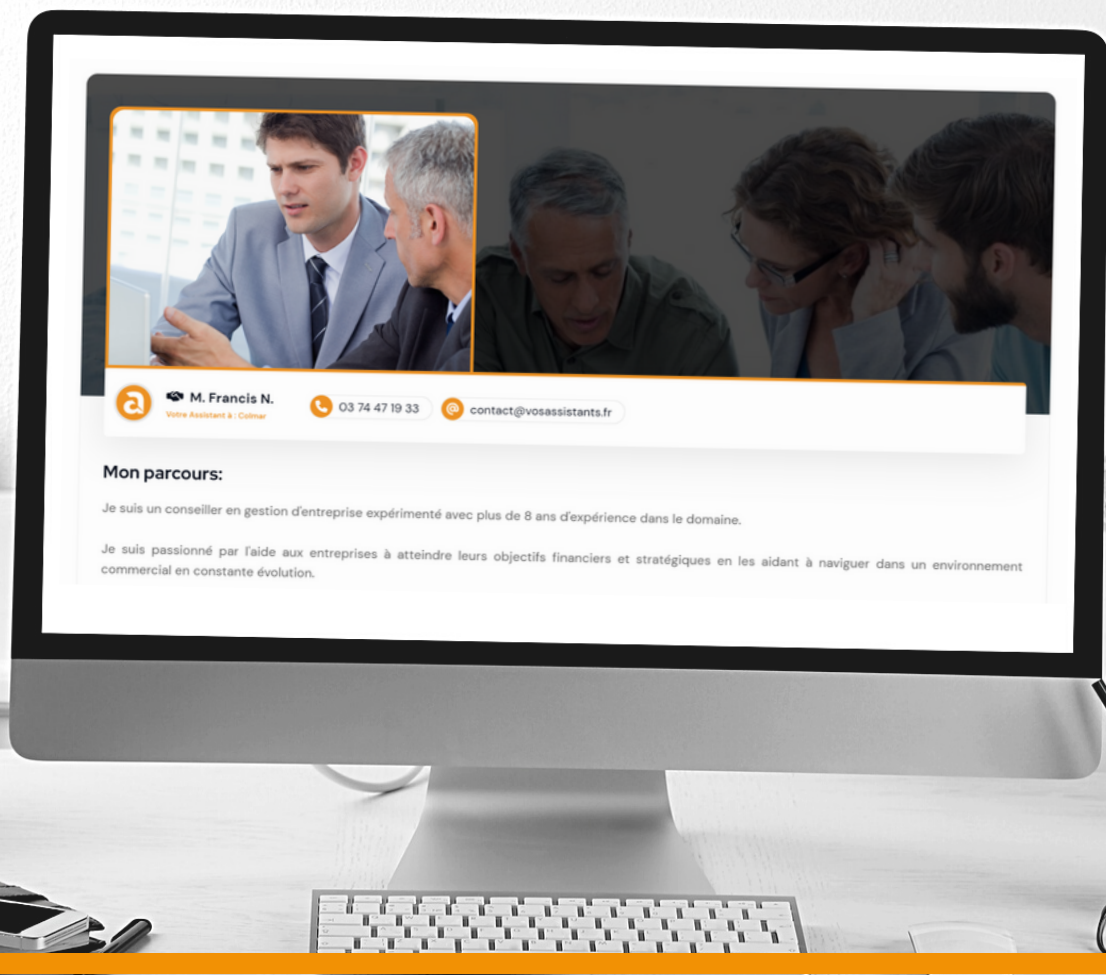 M. Francis N.
Votre Assistant à : Colmar
03 74 47 19 33
contact@vosassistants.fr
Mon parcours:
Je suis un conseiller en gestion d'entreprise expérimenté avec plus de 8 ans d'expérience dans le domaine.
Je suis passionné par l'aide aux entreprises à atteindre leurs objectifs financiers et stratégiques en les aidant à naviguer dans un environnement
commercial en constante évolution.